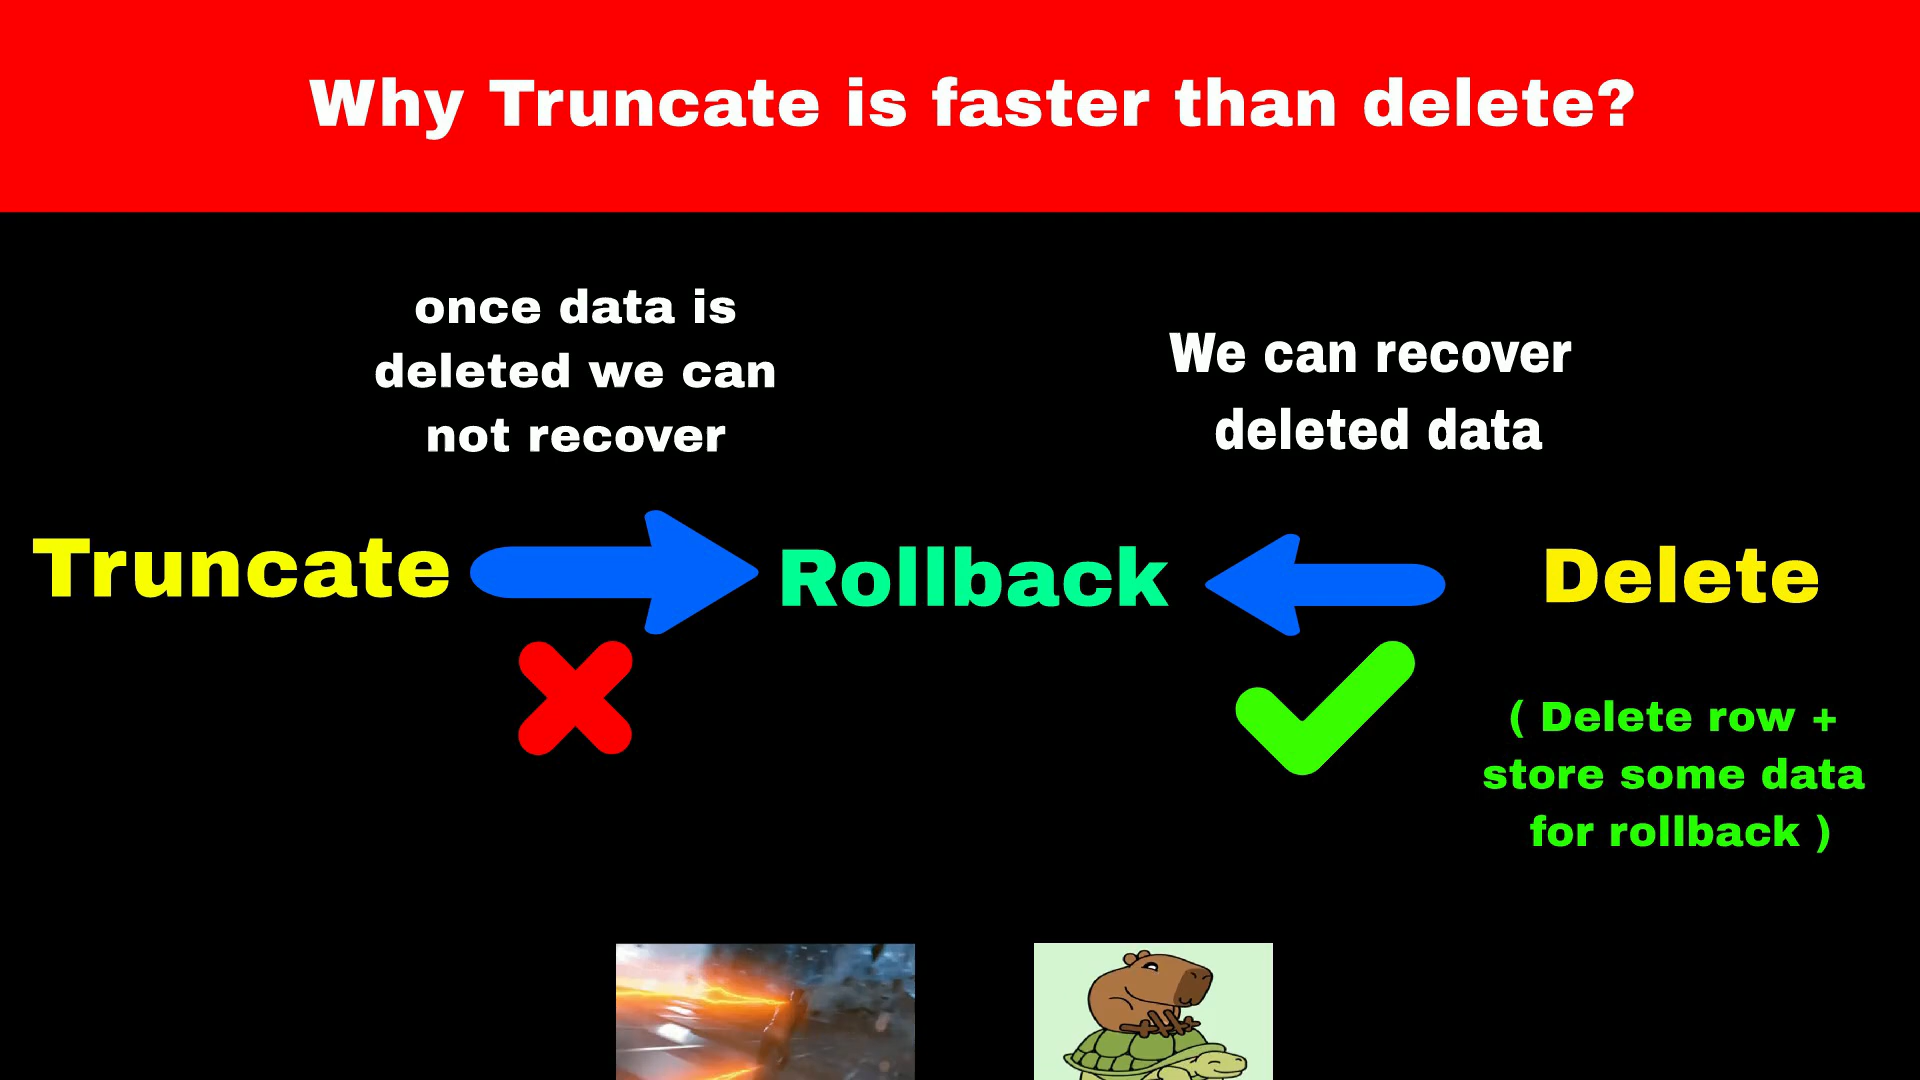 Why Truncate is faster than delete?
once data is
deleted we can
not recover
We can recover
deleted data
Truncate
Rollback
Delete
( Delete row +
store some data
for rollback )